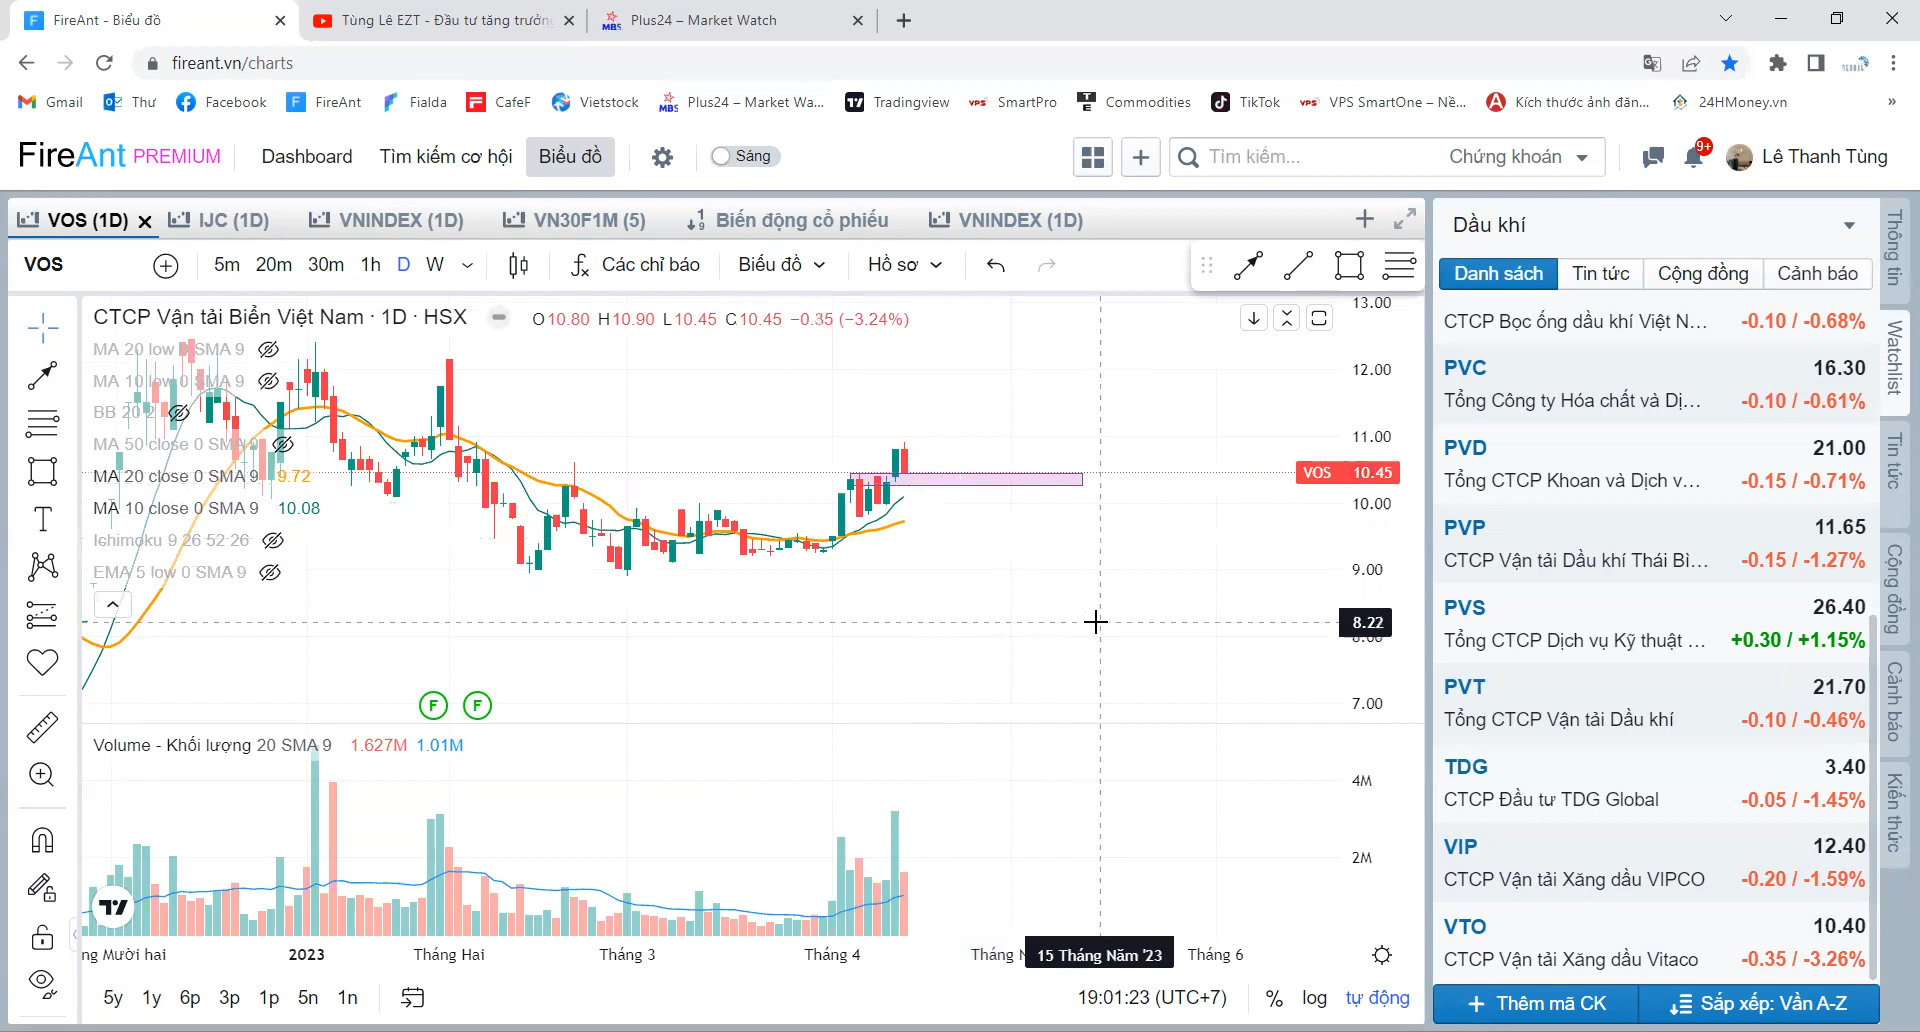 FireAnt - Biểu đồ
Tùng Lê EZT - Đầu tư tăng trưởng
Plus24 – Market Watch
fireant.vn/charts
Gmail Thư Facebook FireAnt Fialda CafeF Vietstock Plus24 – Market Wa... Tradingview SmartPro Commodities TikTok VPS SmartOne – Nề... Kích thước ảnh đăn... 24HMoney.vn »
FireAnt PREMIUM Dashboard Tìm kiếm cơ hội Biểu đồ Sáng Tìm kiếm... Chứng khoán 9+ Lê Thanh Tùng
VOS (1D) IJC (1D) VNINDEX (1D) VN30F1M (5) Biến động cổ phiếu VNINDEX (1D)
VOS 5m 20m 30m 1h D W Các chỉ báo Biểu đồ Hồ sơ
CTCP Vận tải Biển Việt Nam · 1D · HSX O10.80 H10.90 L10.45 C10.45 −0.35 (−3.24%)
MA 20 low 0 SMA 9
MA 10 low 0 SMA 9
BB 20 2
MA 50 close 0 SMA 9
MA 20 close 0 SMA 9 9.72
MA 10 close 0 SMA 9 10.08
Ichimoku 9 26 52 26
EMA 5 low 0 SMA 9
13.00
12.00
11.00
VOS 10.45
10.00
9.00
8.22
8.00
7.00
F F
Volume - Khối lượng 20 SMA 9 1.627M 1.01M
4M
2M
ng Mười hai 2023 Tháng Hai Tháng 3 Tháng 4 Tháng N 15 Tháng Năm '23 Tháng 6
5y 1y 6p 3p 1p 5n 1n 19:01:23 (UTC+7) % log tự động
Dầu khí
Danh sách Tin tức Cộng đồng Cảnh báo
CTCP Bọc ống dầu khí Việt N... -0.10 / -0.68%
PVC 16.30
Tổng Công ty Hóa chất và Dị... -0.10 / -0.61%
PVD 21.00
Tổng CTCP Khoan và Dịch v... -0.15 / -0.71%
PVP 11.65
CTCP Vận tải Dầu khí Thái Bì... -0.15 / -1.27%
PVS 26.40
Tổng CTCP Dịch vụ Kỹ thuật ... +0.30 / +1.15%
PVT 21.70
Tổng CTCP Vận tải Dầu khí -0.10 / -0.46%
TDG 3.40
CTCP Đầu tư TDG Global -0.05 / -1.45%
VIP 12.40
CTCP Vận tải Xăng dầu VIPCO -0.20 / -1.59%
VTO 10.40
CTCP Vận tải Xăng dầu Vitaco -0.35 / -3.26%
Thêm mã CK Sắp xếp: Vần A-Z
Thông tin
Watchlist
Tin tức
Cộng đồng
Cảnh báo
Kiến thức